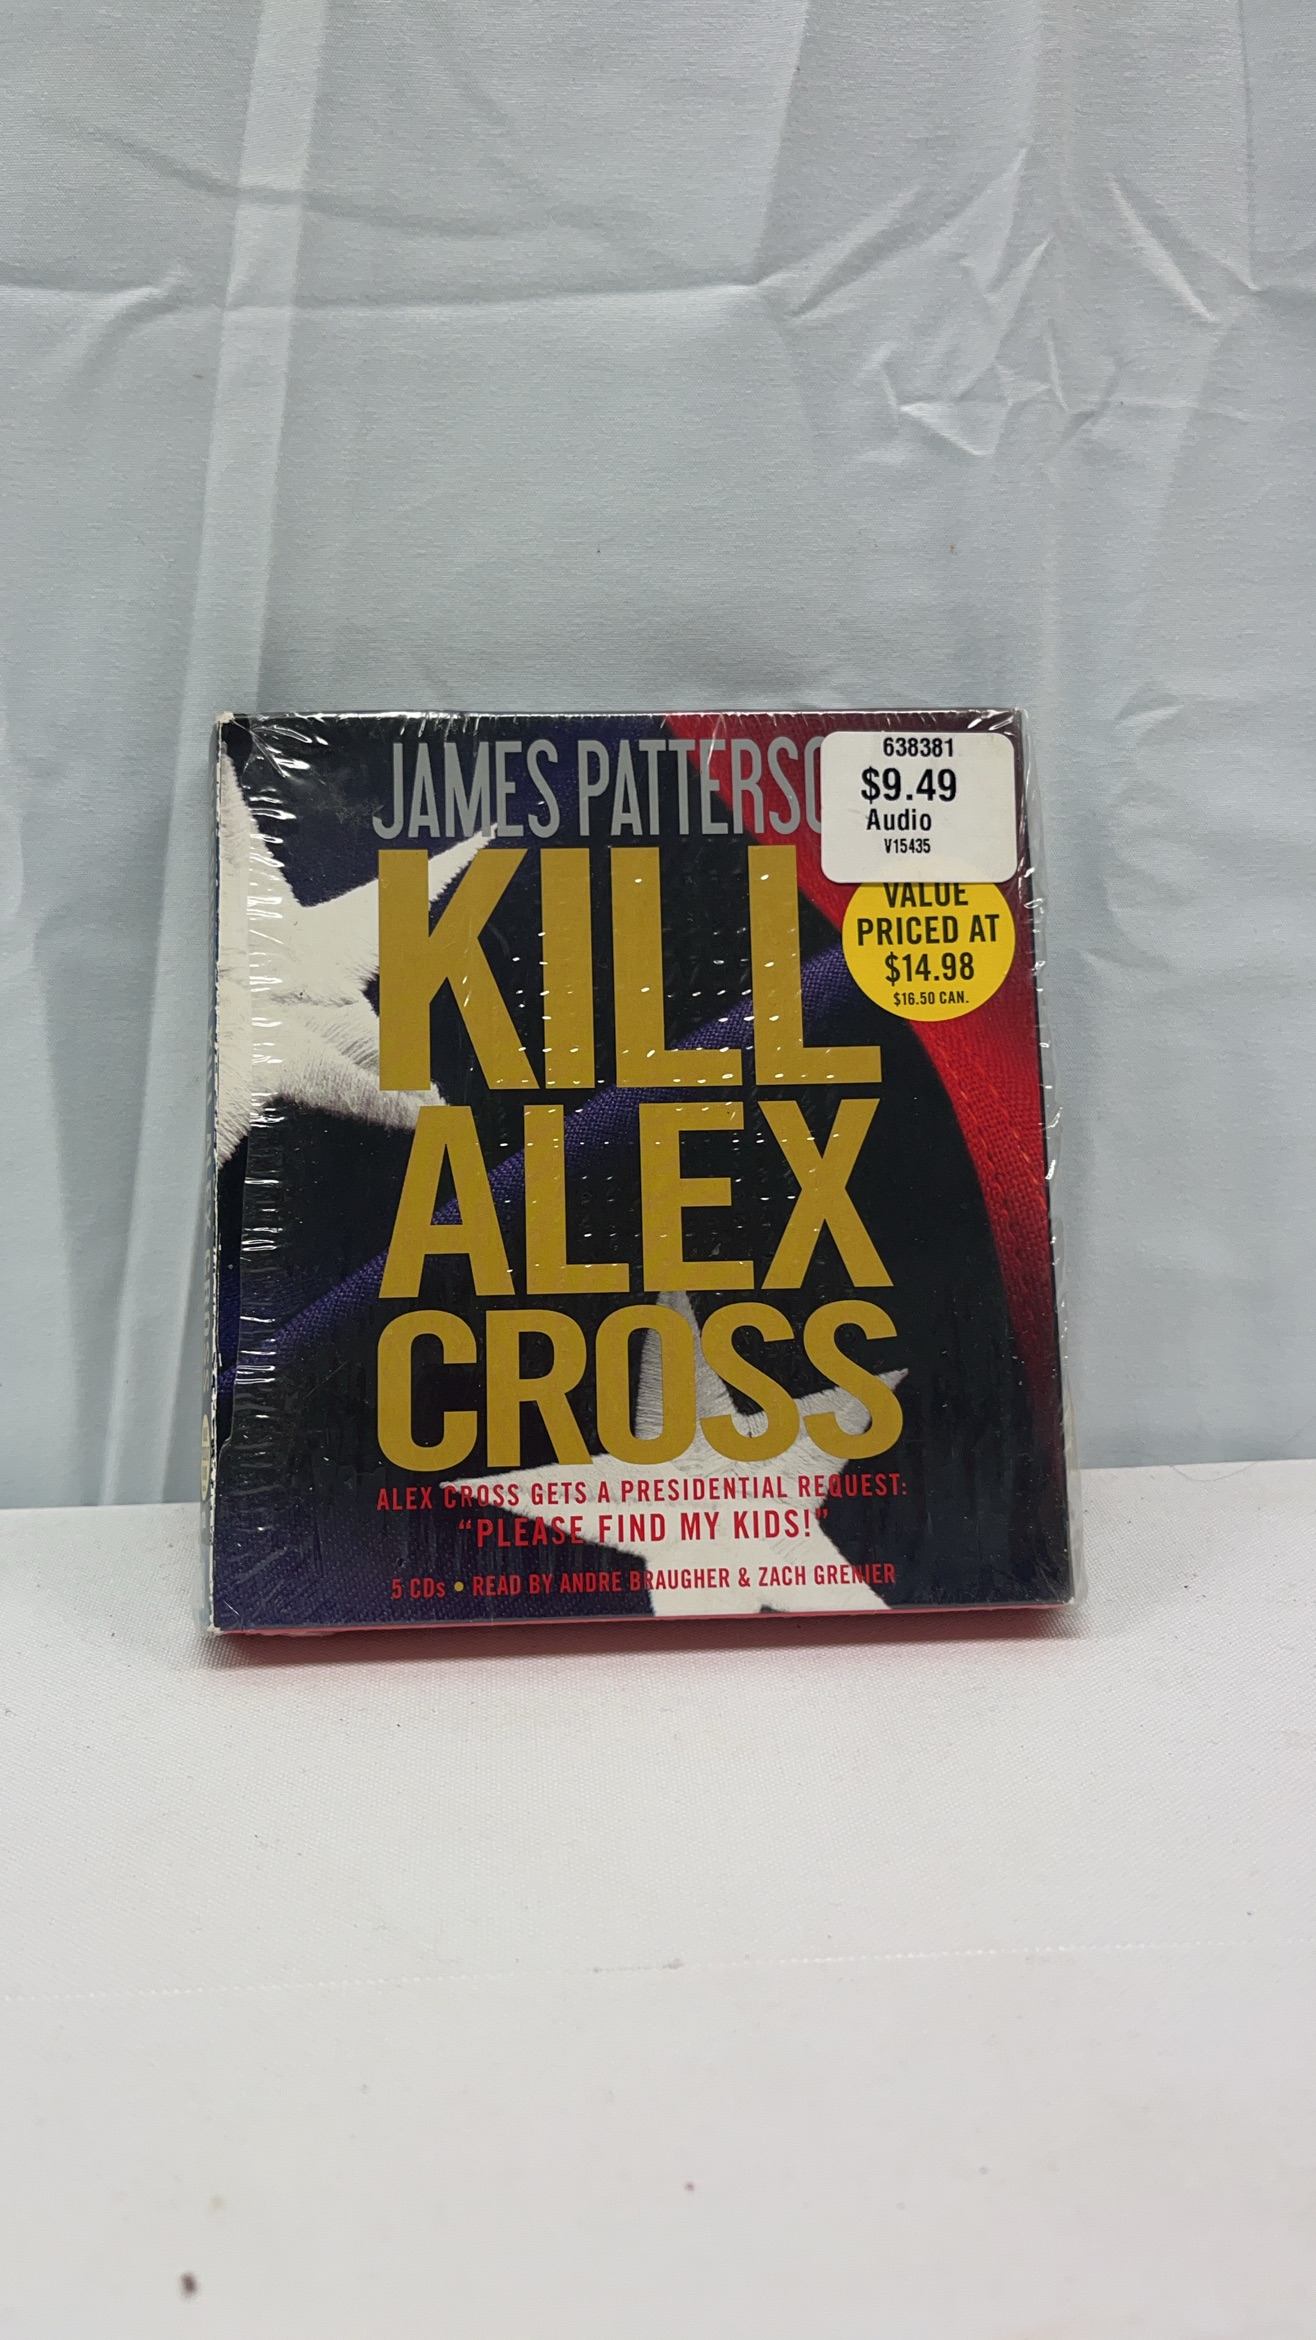 JAMES PATTERSO
638381
$9.49
Audio
V15435
VALUE
PRICED AT
$14.98
$16.50 CAN.
KILL
ALEX
CROSS
ALEX CROSS GETS A PRESIDENTIAL REQUEST:
“PLEASE FIND MY KIDS!”
5 CDs • READ BY ANDRE BRAUGHER & ZACH GRENIER